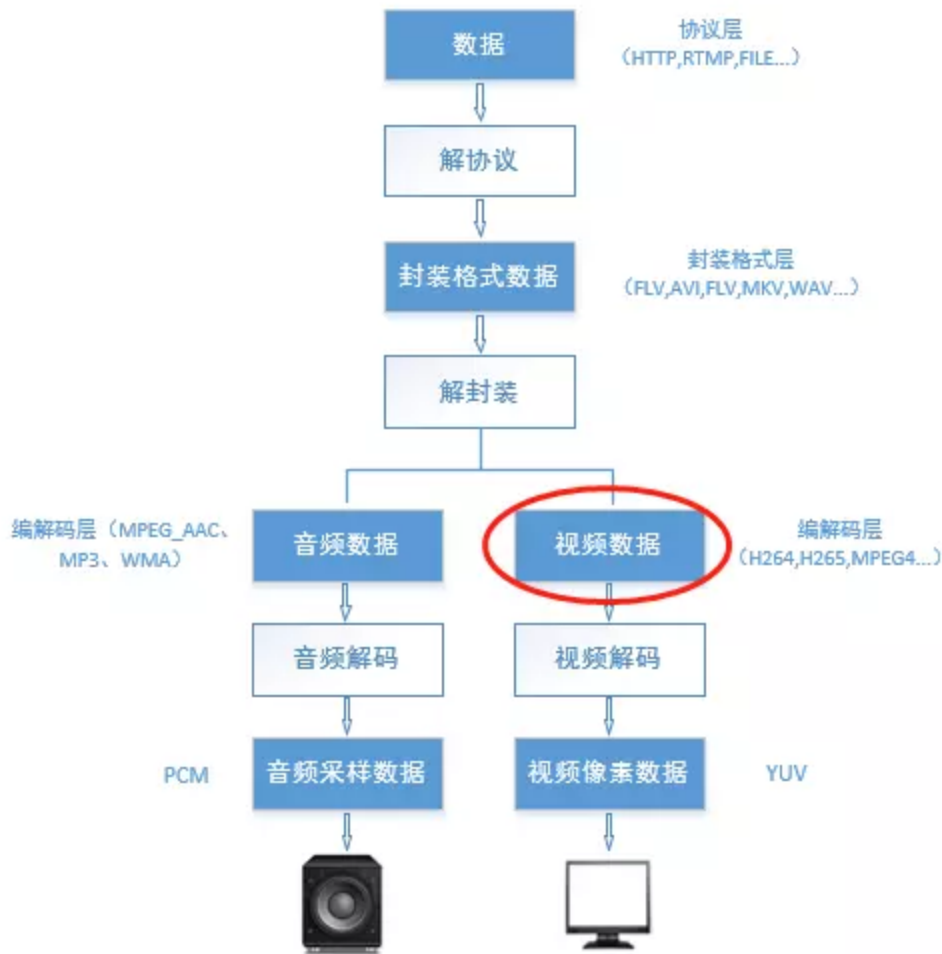 数据
协议层
（HTTP,RTMP,FILE...）
解协议
封装格式数据
封装格式层
（FLV,AVI,FLV,MKV,WAV...）
解封装
编解码层（MPEG_AAC、
MP3、WMA）
音频数据
视频数据
编解码层
（H264,H265,MPEG4...）
音频解码
视频解码
PCM
音频采样数据
视频像素数据
YUV